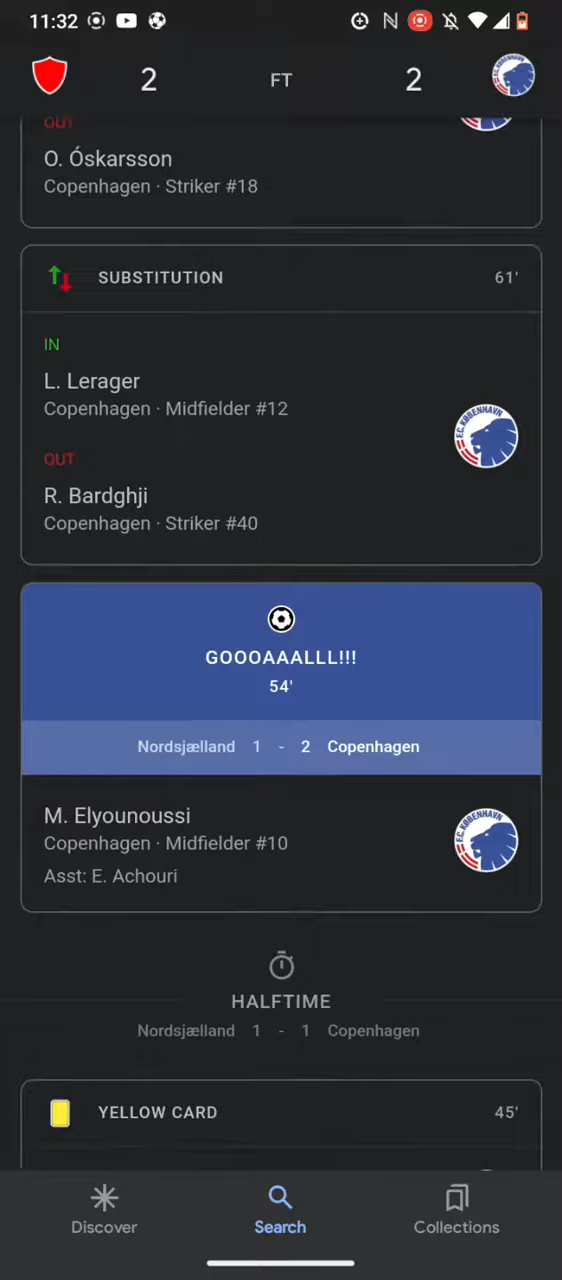 11:32
2 FT 2
OUT
O. Óskarsson
Copenhagen · Striker #18
SUBSTITUTION 61'
IN
L. Lerager
Copenhagen · Midfielder #12
F.C. KØBENHAVN
OUT
R. Bardghji
Copenhagen · Striker #40
GOOOAAALLL!!!
54'
Nordsjælland 1 - 2 Copenhagen
M. Elyounoussi
Copenhagen · Midfielder #10
F.C. KØBENHAVN
Asst: E. Achouri
HALFTIME
Nordsjælland 1 - 1 Copenhagen
YELLOW CARD 45'
Discover Search Collections